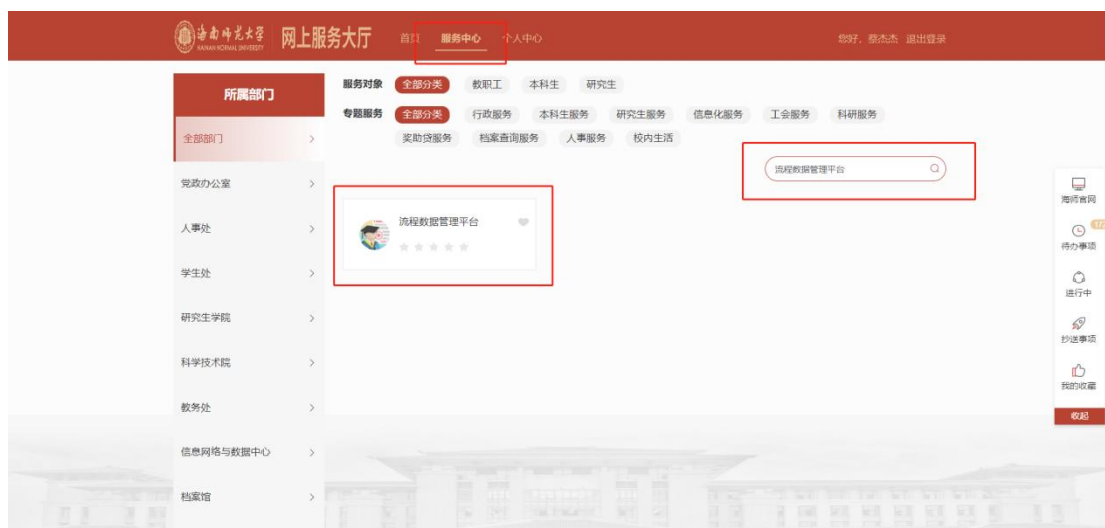 海南师范大学 网上服务大厅 首页 服务中心 个人中心 您好，蔡杰杰 退出登录
HAINAN NORMAL UNIVERSITY
所属部门
全部部门
党政办公室
人事处
学生处
研究生学院
科学技术院
教务处
信息网络与数据中心
档案馆
服务对象 全部分类 教职工 本科生 研究生
专题服务 全部分类 行政服务 本科生服务 研究生服务 信息化服务 工会服务 科研服务
奖助贷服务 档案查询服务 人事服务 校内生活
流程数据管理平台
流程数据管理平台
海师官网
待办事项
进行中
抄送事项
我的收藏
收起